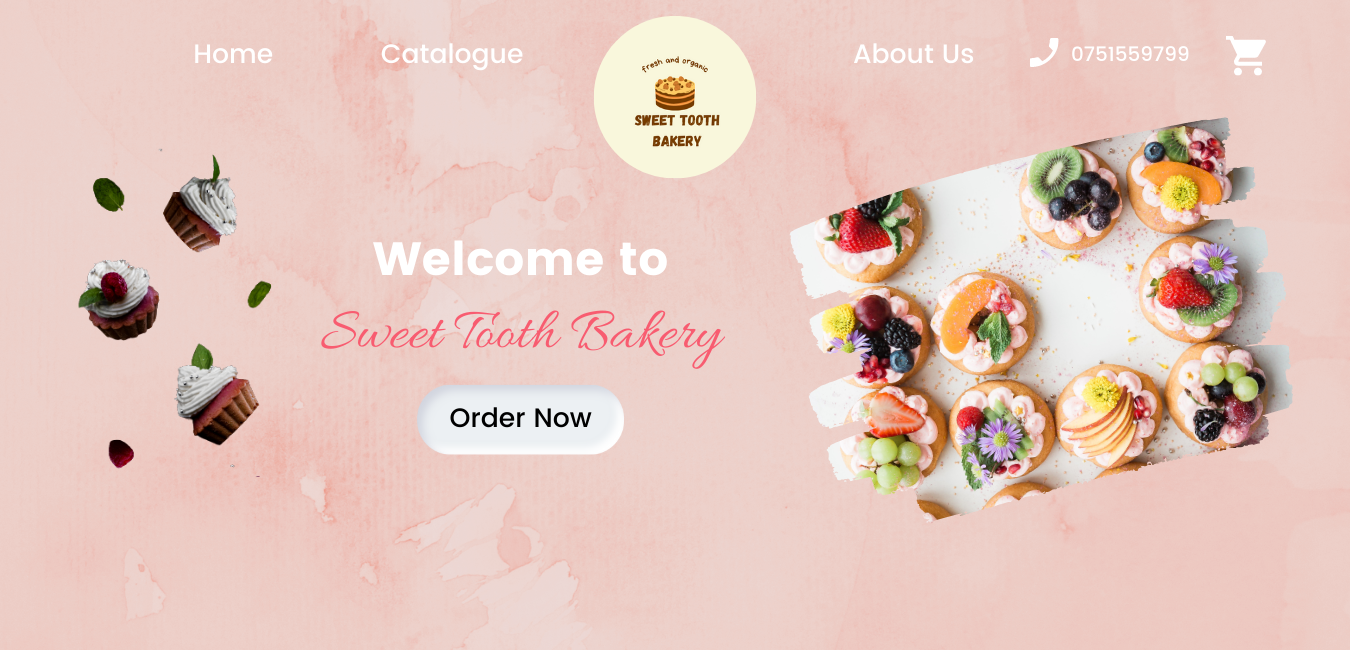 Home
Catalogue
fresh and organic
SWEET TOOTH
BAKERY
About Us
0751559799
Welcome to
Sweet Tooth Bakery
Order Now